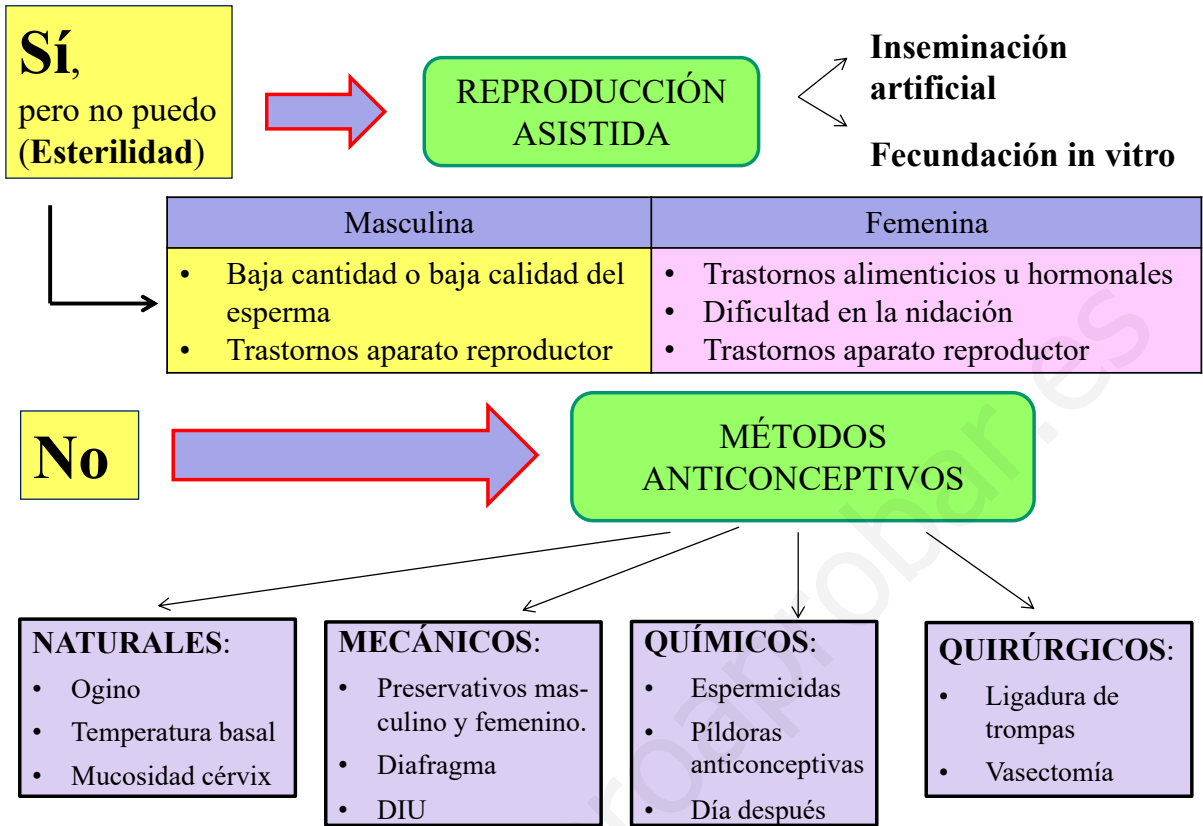 Sí,
pero no puedo
(Esterilidad)
REPRODUCCIÓN
ASISTIDA
Inseminación
artificial
Fecundación in vitro
Masculina
• Baja cantidad o baja calidad del
esperma
• Trastornos aparato reproductor
Femenina
• Trastornos alimenticios u hormonales
• Dificultad en la nidación
• Trastornos aparato reproductor
No
MÉTODOS
ANTICONCEPTIVOS
NATURALES:
• Ogino
• Temperatura basal
• Mucosidad cérvix
MECÁNICOS:
• Preservativos mas-
culino y femenino.
• Diafragma
• DIU
QUÍMICOS:
• Espermicidas
• Píldoras
anticonceptivas
• Día después
QUIRÚRGICOS:
• Ligadura de
trompas
• Vasectomía
roaprobar.es